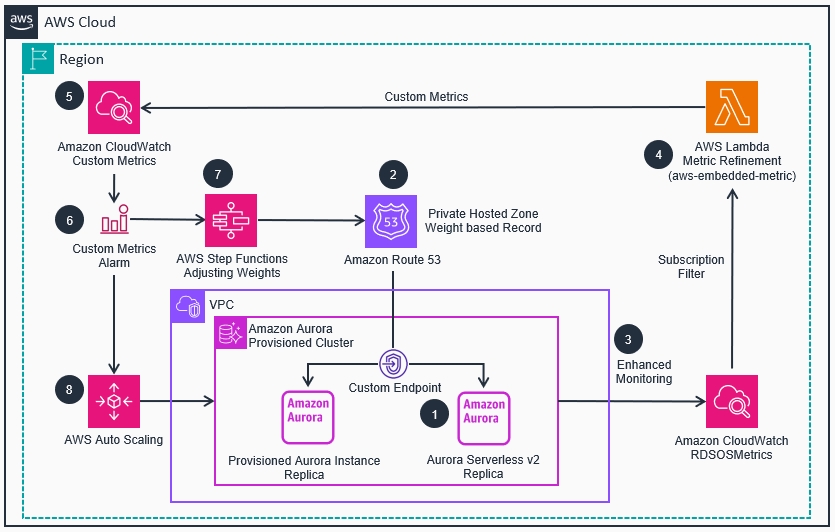 aws
AWS Cloud
Region
5
Custom Metrics
Amazon CloudWatch
Custom Metrics
4
AWS Lambda
Metric Refinement
(aws-embedded-metric)
7
2
6
53
Private Hosted Zone
Weight based Record
Custom Metrics
Alarm
AWS Step Functions
Adjusting Weights
Amazon Route 53
Subscription
Filter
VPC
Amazon Aurora
Provisioned Cluster
3
Enhanced
Monitoring
8
Custom Endpoint
Amazon
Aurora
1
Amazon
Aurora
AWS Auto Scaling
Provisioned Aurora Instance
Replica
Aurora Serverless v2
Replica
Amazon CloudWatch
RDSOSMetrics